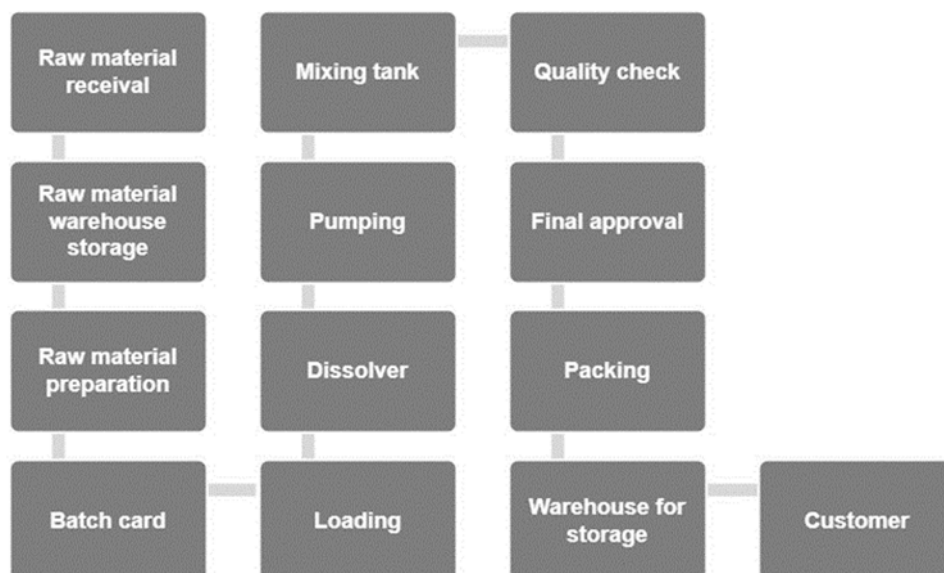 Raw material
receival
Raw material
warehouse
storage
Raw material
preparation
Batch card
Loading
Dissolver
Pumping
Mixing tank
Quality check
Final approval
Packing
Warehouse for
storage
Customer